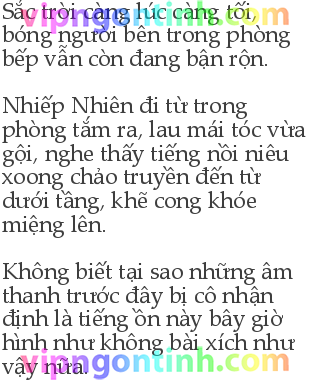 Sắc trời càng lúc càng tối,
bóng người bên trong phòng
bếp vẫn còn đang bận rộn.
Nhiếp Nhiên đi từ trong
phòng tắm ra, lau mái tóc vừa
gội, nghe thấy tiếng nồi niêu
xoong chảo truyền đến từ
dưới tầng, khẽ cong khóe
miệng lên.
Không biết tại sao những âm
thanh trước đây bị cô nhận
định là tiếng ồn này bây giờ
hình như không bài xích như
vậy nữa.
vipngontinh.com
vipngontinh.com